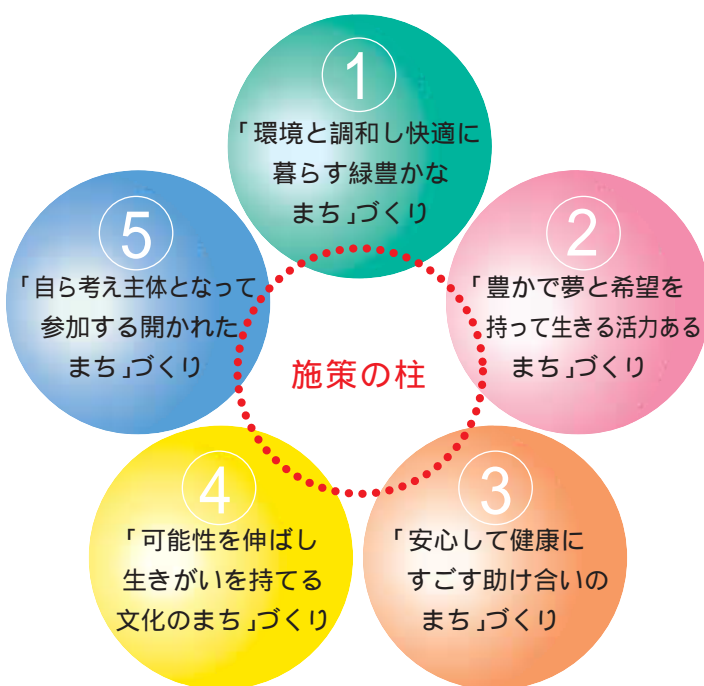 ①
「環境と調和し快適に
暮らす緑豊かな
まち」づくり
②
「豊かで夢と希望を
持って生きる活力ある
まち」づくり
③
「安心して健康に
すごす助け合いの
まち」づくり
④
「可能性を伸ばし
生きがいを持てる
文化のまち」づくり
⑤
「自ら考え主体となって
参加する開かれた
まち」づくり
施策の柱